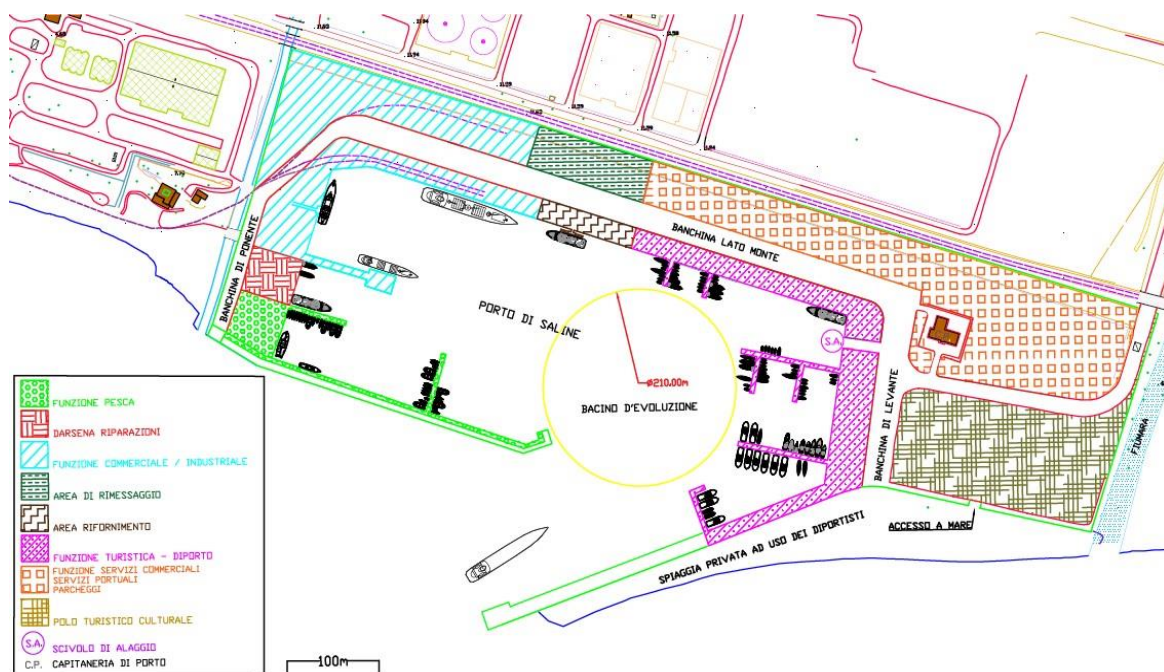 BANCHINA DI PONENTE
BANCHINA LATO MONTE
PORTO DI SALINE
S.A.
ø210.00m
BACINO D'EVOLUZIONE
BANCHINA DI LEVANTE
FIUMARA
ACCESSO A MARE
SPIAGGIA PRIVATA AD USO DEI DIPORTISTI
FUNZIONE PESCA
DARSENA RIPARAZIONI
FUNZIONE COMMERCIALE / INDUSTRIALE
AREA DI RIMESSAGGIO
AREA RIFORNIMENTO
FUNZIONE TURISTICA - DIPORTO
FUNZIONE SERVIZI COMMERCIALI
SERVIZI PORTUALI
PARCHEGGI
POLO TURISTICO CULTURALE
S.A. SCIVOLO DI ALAGGIO
C.P. CAPITANERIA DI PORTO
100m